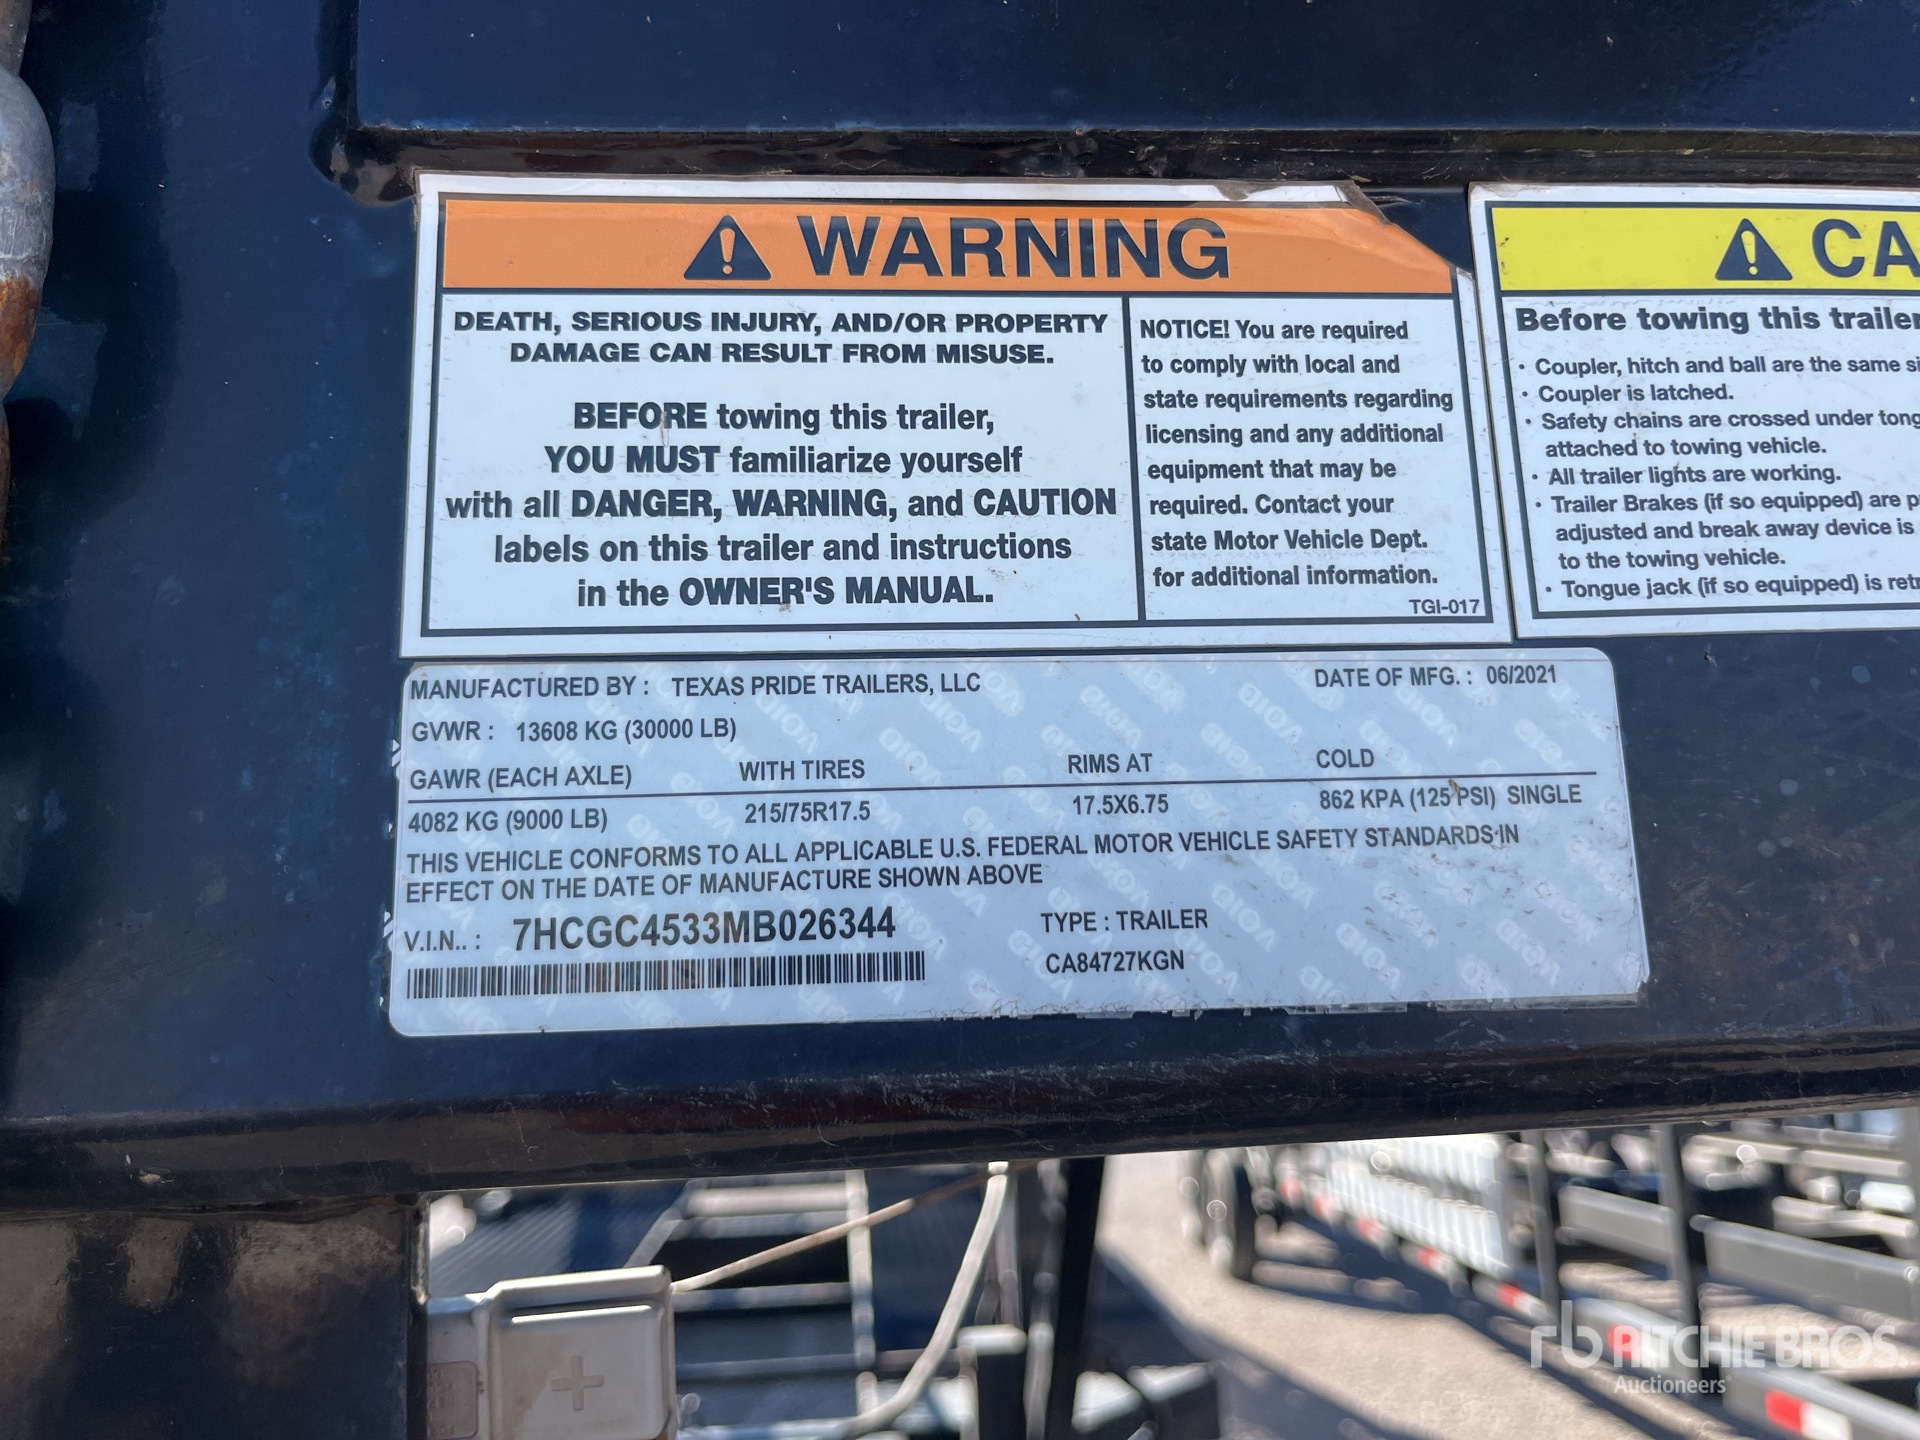 WARNING
DEATH, SERIOUS INJURY, AND/OR PROPERTY
DAMAGE CAN RESULT FROM MISUSE.
BEFORE towing this trailer,
YOU MUST familiarize yourself
with all DANGER, WARNING, and CAUTION
labels on this trailer and instructions
in the OWNER'S MANUAL.
NOTICE! You are required
to comply with local and
state requirements regarding
licensing and any additional
equipment that may be
required. Contact your
state Motor Vehicle Dept.
for additional information.
TGI-017
CA
Before towing this trailer
• Coupler, hitch and ball are the same
• Coupler is latched.
• Safety chains are crossed under
attached to towing vehicle.
• All trailer lights are working.
• Trailer Brakes (if so equipped) are
adjusted and break away device is
to the towing vehicle.
• Tongue jack (if so equipped) is
MANUFACTURED BY : TEXAS PRIDE TRAILERS, LLC DATE OF MFG. : 06/2021
GVWR : 13608 KG (30000 LB)
GAWR (EACH AXLE) WITH TIRES RIMS AT COLD
4082 KG (9000 LB) 215/75R17.5 17.5X6.75 862 KPA (125 PSI) SINGLE
THIS VEHICLE CONFORMS TO ALL APPLICABLE U.S. FEDERAL MOTOR VEHICLE SAFETY STANDARDS IN
EFFECT ON THE DATE OF MANUFACTURE SHOWN ABOVE
V.I.N.. : 7HCGC4533MB026344 TYPE : TRAILER
CA84727KGN
rb RITCHIE BROS.
Auctioneers